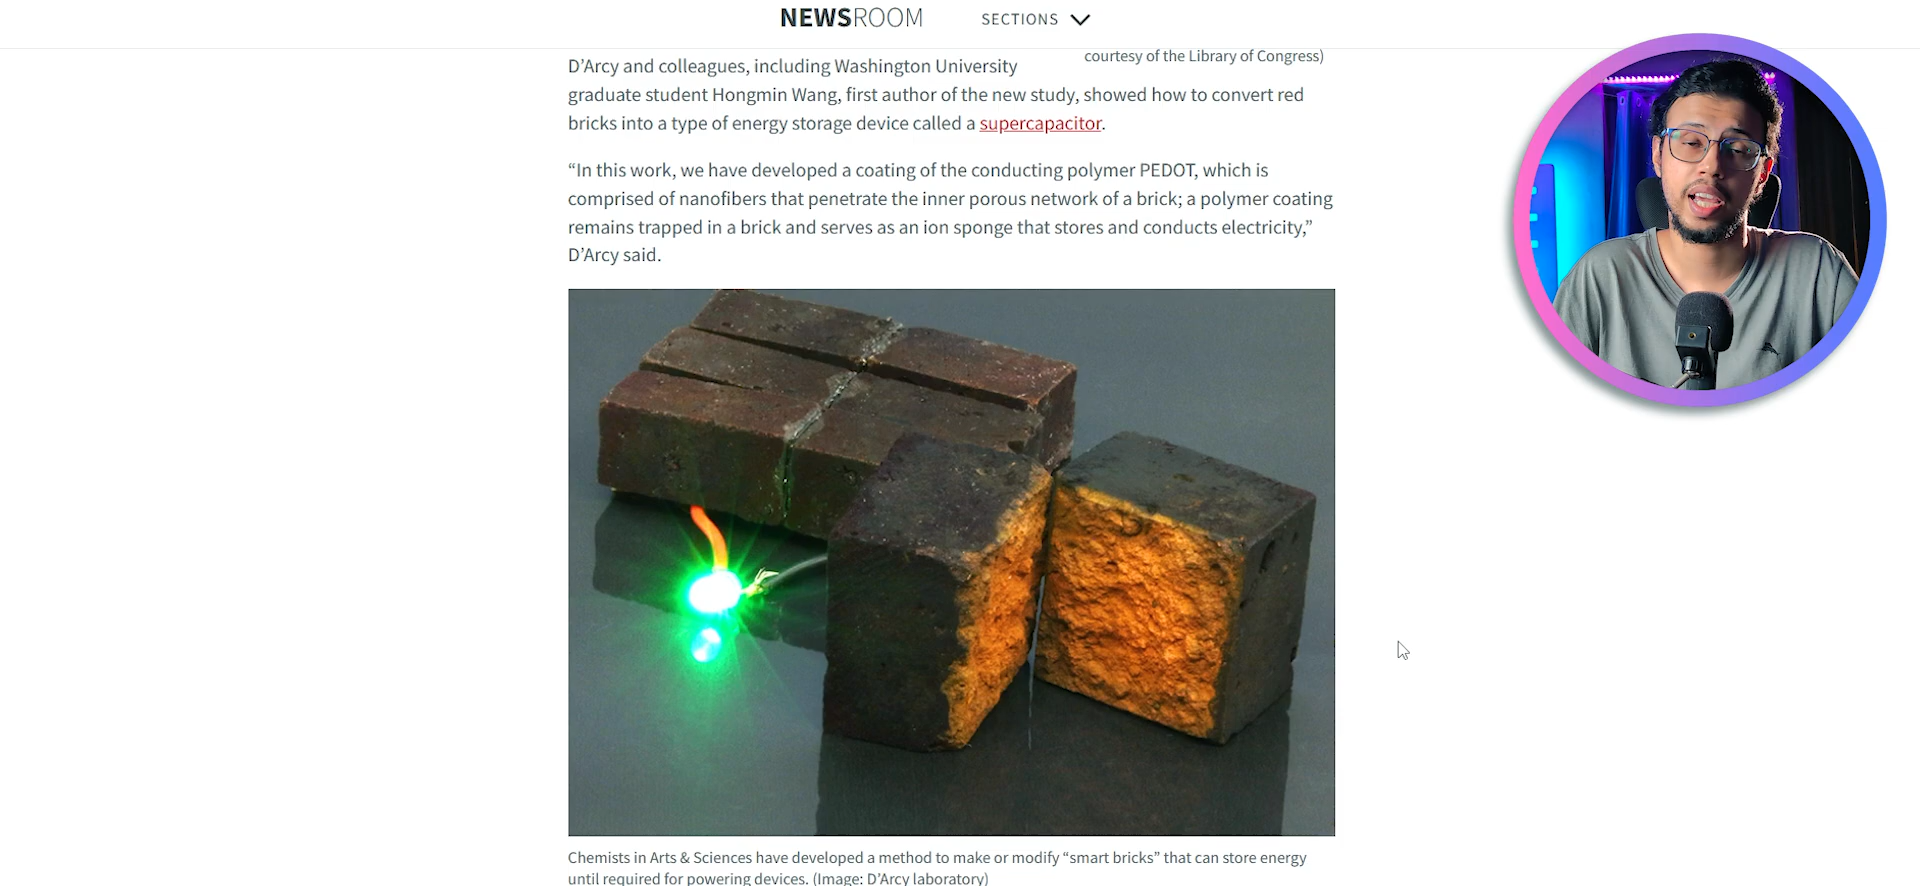 NEWSROOM
SECTIONS
courtesy of the Library of Congress)
D’Arcy and colleagues, including Washington University
graduate student Hongmin Wang, first author of the new study, showed how to convert red
bricks into a type of energy storage device called a supercapacitor.
“In this work, we have developed a coating of the conducting polymer PEDOT, which is
comprised of nanofibers that penetrate the inner porous network of a brick; a polymer coating
remains trapped in a brick and serves as an ion sponge that stores and conducts electricity,”
D’Arcy said.
Chemists in Arts & Sciences have developed a method to make or modify “smart bricks” that can store energy
until required for powering devices. (Image: D’Arcy laboratory)